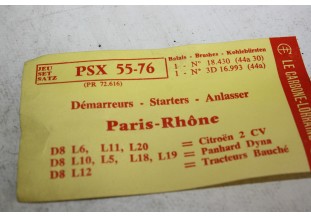 JEU
SET
SATZ
PSX 55-76
(PR 72.616)
Balais - Brushes - Kohlebürsten
1 - N° 18.430 (44a 30)
1 - N° 3D 16.993 (44a)
Démarreurs - Starters - Anlasser
Paris-Rhône
D8 L6, L11, L20 = Citroën 2 CV
D8 L10, L5, L18, L19 = Panhard Dyna
D8 L12 = Tracteurs Bauché
LE CARBONE-LORRAINE